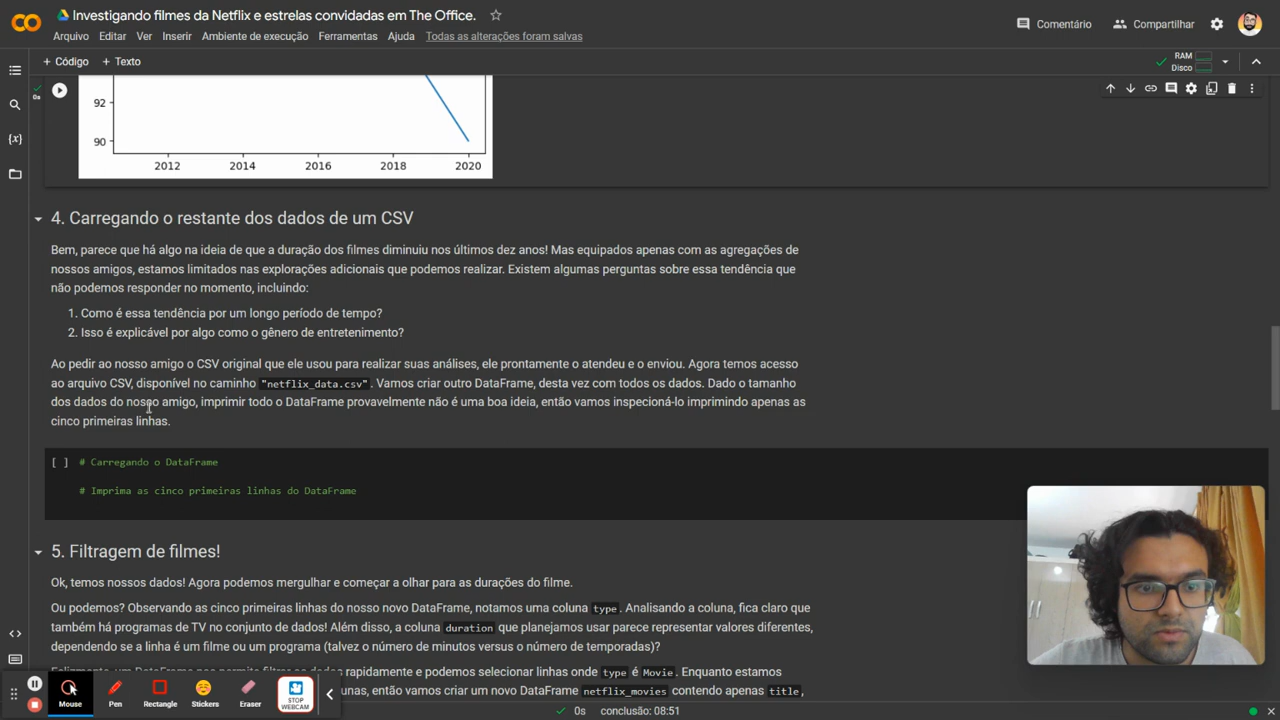 Investigando filmes da Netflix e estrelas convidadas em The Office.
Comentário
Compartilhar
Arquivo Editar Ver Inserir Ambiente de execução Ferramentas Ajuda Todas as alterações foram salvas
+ Código + Texto
RAM
Disco
0s
92
90
2012 2014 2016 2018 2020
4. Carregando o restante dos dados de um CSV
Bem, parece que há algo na ideia de que a duração dos filmes diminuiu nos últimos dez anos! Mas equipados apenas com as agregações de
nossos amigos, estamos limitados nas explorações adicionais que podemos realizar. Existem algumas perguntas sobre essa tendência que
não podemos responder no momento, incluindo:
1. Como é essa tendência por um longo período de tempo?
2. Isso é explicável por algo como o gênero de entretenimento?
Ao pedir ao nosso amigo o CSV original que ele usou para realizar suas análises, ele prontamente o atendeu e o enviou. Agora temos acesso
ao arquivo CSV, disponível no caminho "netflix_data.csv". Vamos criar outro DataFrame, desta vez com todos os dados. Dado o tamanho
dos dados do nosso amigo, imprimir todo o DataFrame provavelmente não é uma boa ideia, então vamos inspecioná-lo imprimindo apenas as
cinco primeiras linhas.
[ ] # Carregando o DataFrame
# Imprima as cinco primeiras linhas do DataFrame
5. Filtragem de filmes!
Ok, temos nossos dados! Agora podemos mergulhar e começar a olhar para as durações do filme.
Ou podemos? Observando as cinco primeiras linhas do nosso novo DataFrame, notamos uma coluna type. Analisando a coluna, fica claro que
também há programas de TV no conjunto de dados! Além disso, a coluna duration que planejamos usar parece representar valores diferentes,
dependendo se a linha é um filme ou um programa (talvez o número de minutos versus o número de temporadas)?
rapidamente e podemos selecionar linhas onde type é Movie. Enquanto estamos
então vamos criar um novo DataFrame netflix_movies contendo apenas title,
Mouse Pen Rectangle Stickers Eraser STOP WEBCAM
0s conclusão: 08:51